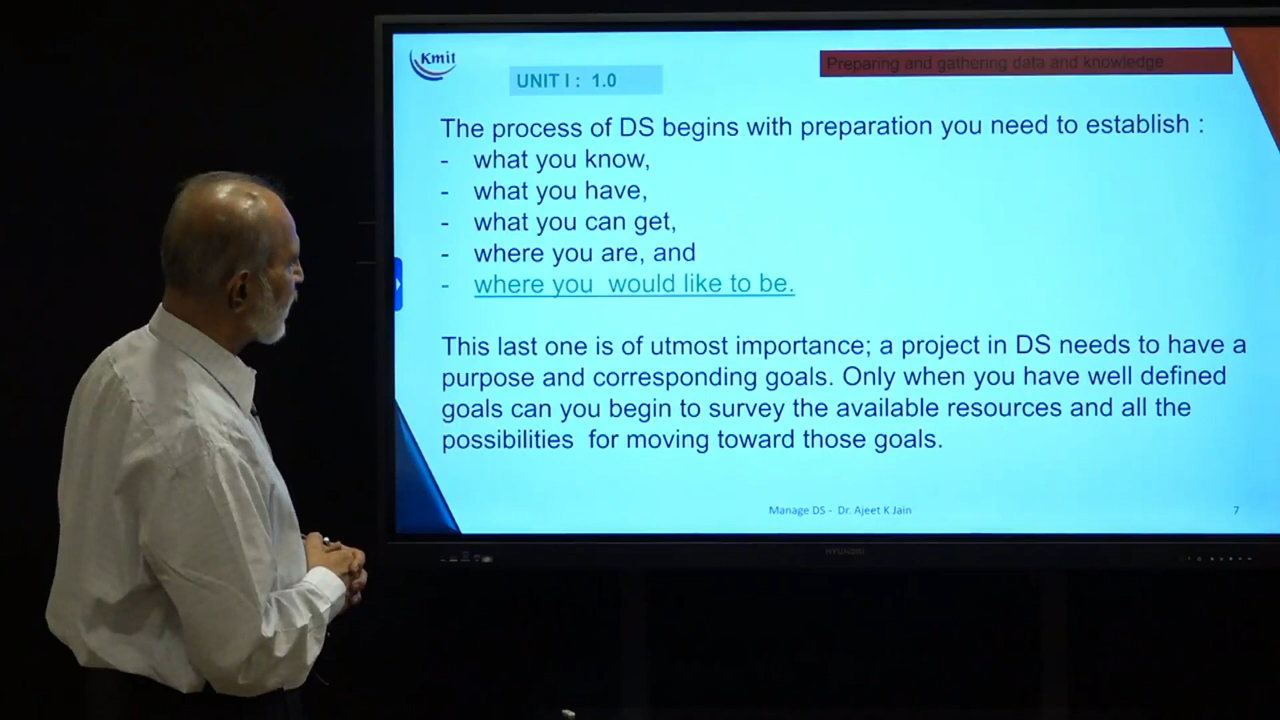 Kmit
Preparing and gathering data and knowledge
UNIT I : 1.0
The process of DS begins with preparation you need to establish :
- what you know,
- what you have,
- what you can get,
- where you are, and
- where you would like to be.
This last one is of utmost importance; a project in DS needs to have a
purpose and corresponding goals. Only when you have well defined
goals can you begin to survey the available resources and all the
possibilities for moving toward those goals.
Manage DS - Dr. Ajeet K Jain
7
HYUNDAI